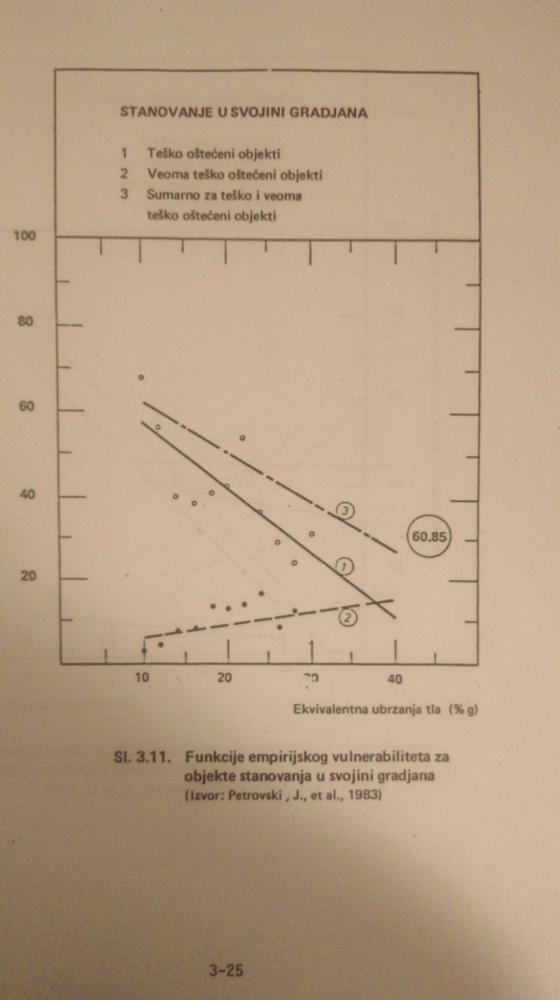 STANOVANJE U SVOJINI GRADJANA
1 Teško oštećeni objekti
2 Veoma teško oštećeni objekti
3 Sumarno za teško i veoma
teško oštećeni objekti
100
80
60
40
20
3
1
2
60.85
10 20 40
Ekvivalentna ubrzanja tla (% g)
Sl. 3.11. Funkcije empirijskog vulnerabiliteta za
objekte stanovanja u svojini gradjana
(Izvor: Petrovski , J., et al., 1983)
3-25